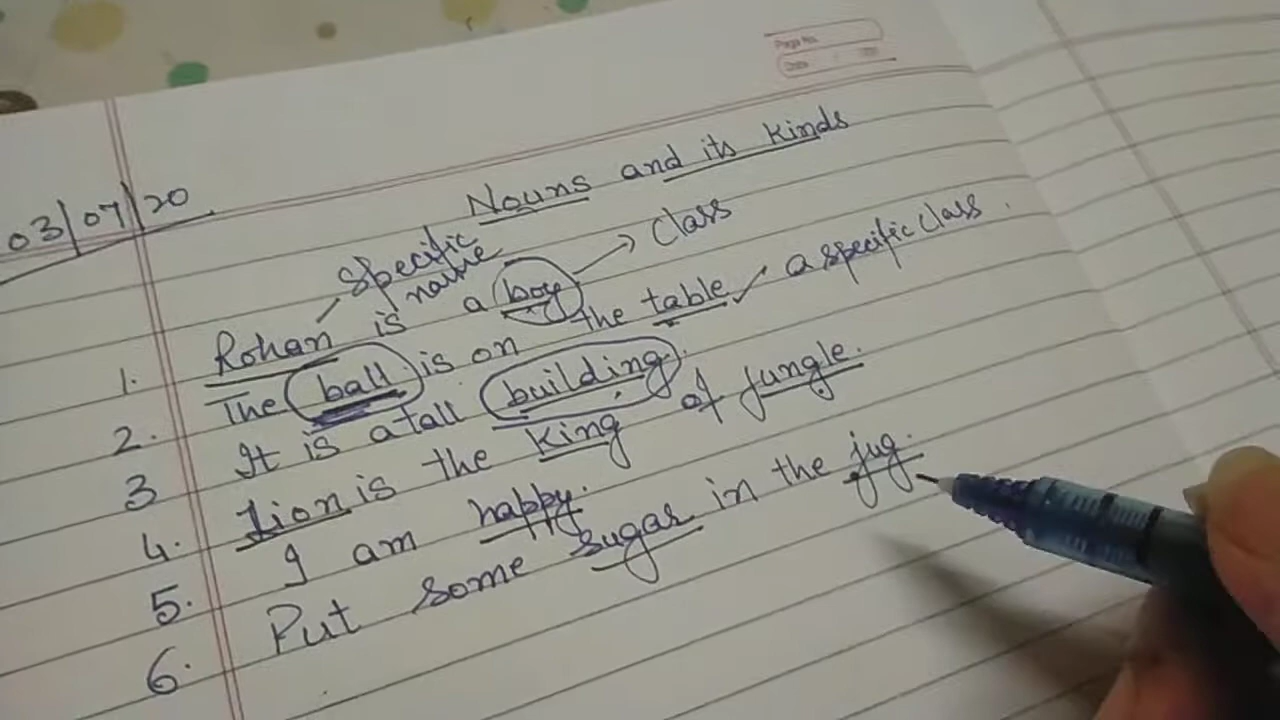 Page No.
Date
03/07/20
Nouns and its kinds
specific name
class
a specific class.
1. Rohan is a boy
2. The ball is on the table
3 It is a tall building.
4. Lion is the king of Jungle.
5. I am happy.
6. Put some sugar in the jug.